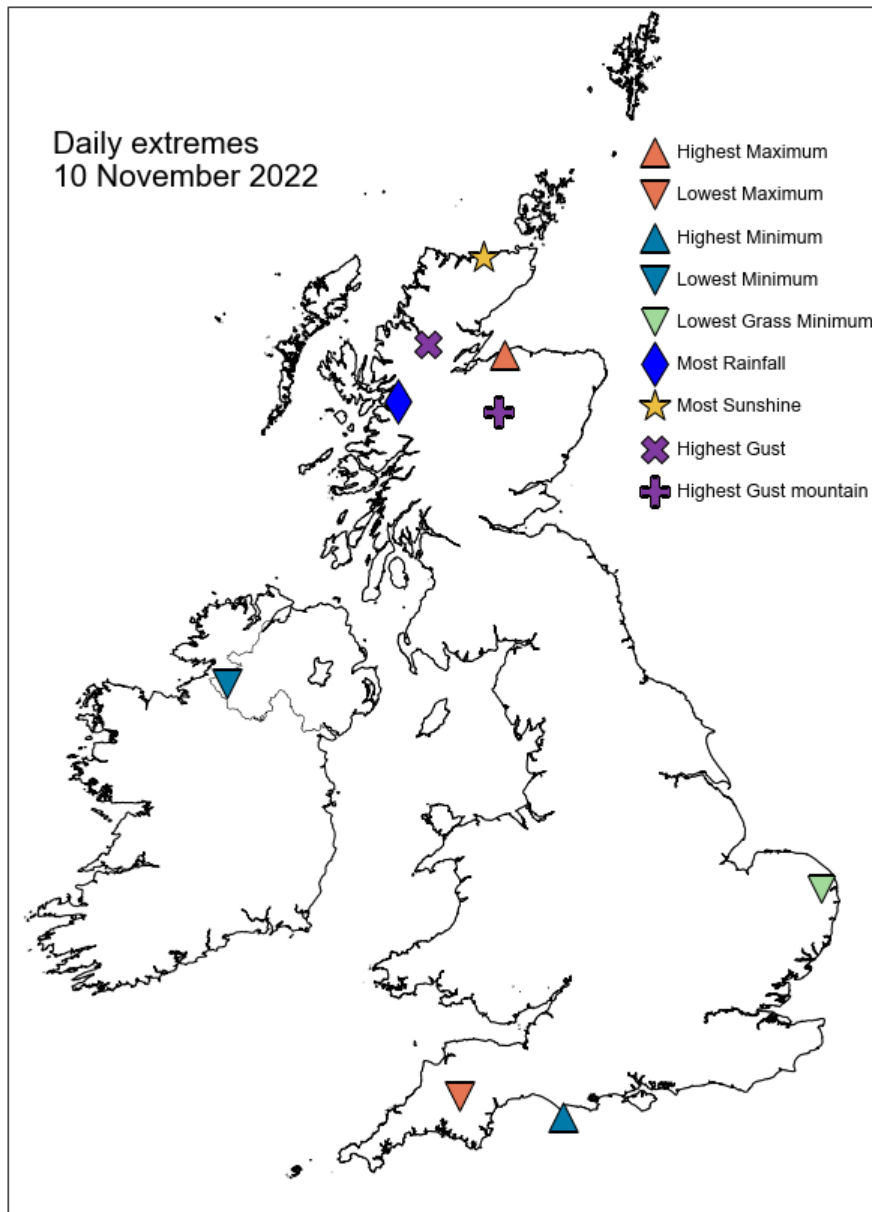 Daily extremes
10 November 2022
Highest Maximum
Lowest Maximum
Highest Minimum
Lowest Minimum
Lowest Grass Minimum
Most Rainfall
Most Sunshine
Highest Gust
Highest Gust mountain